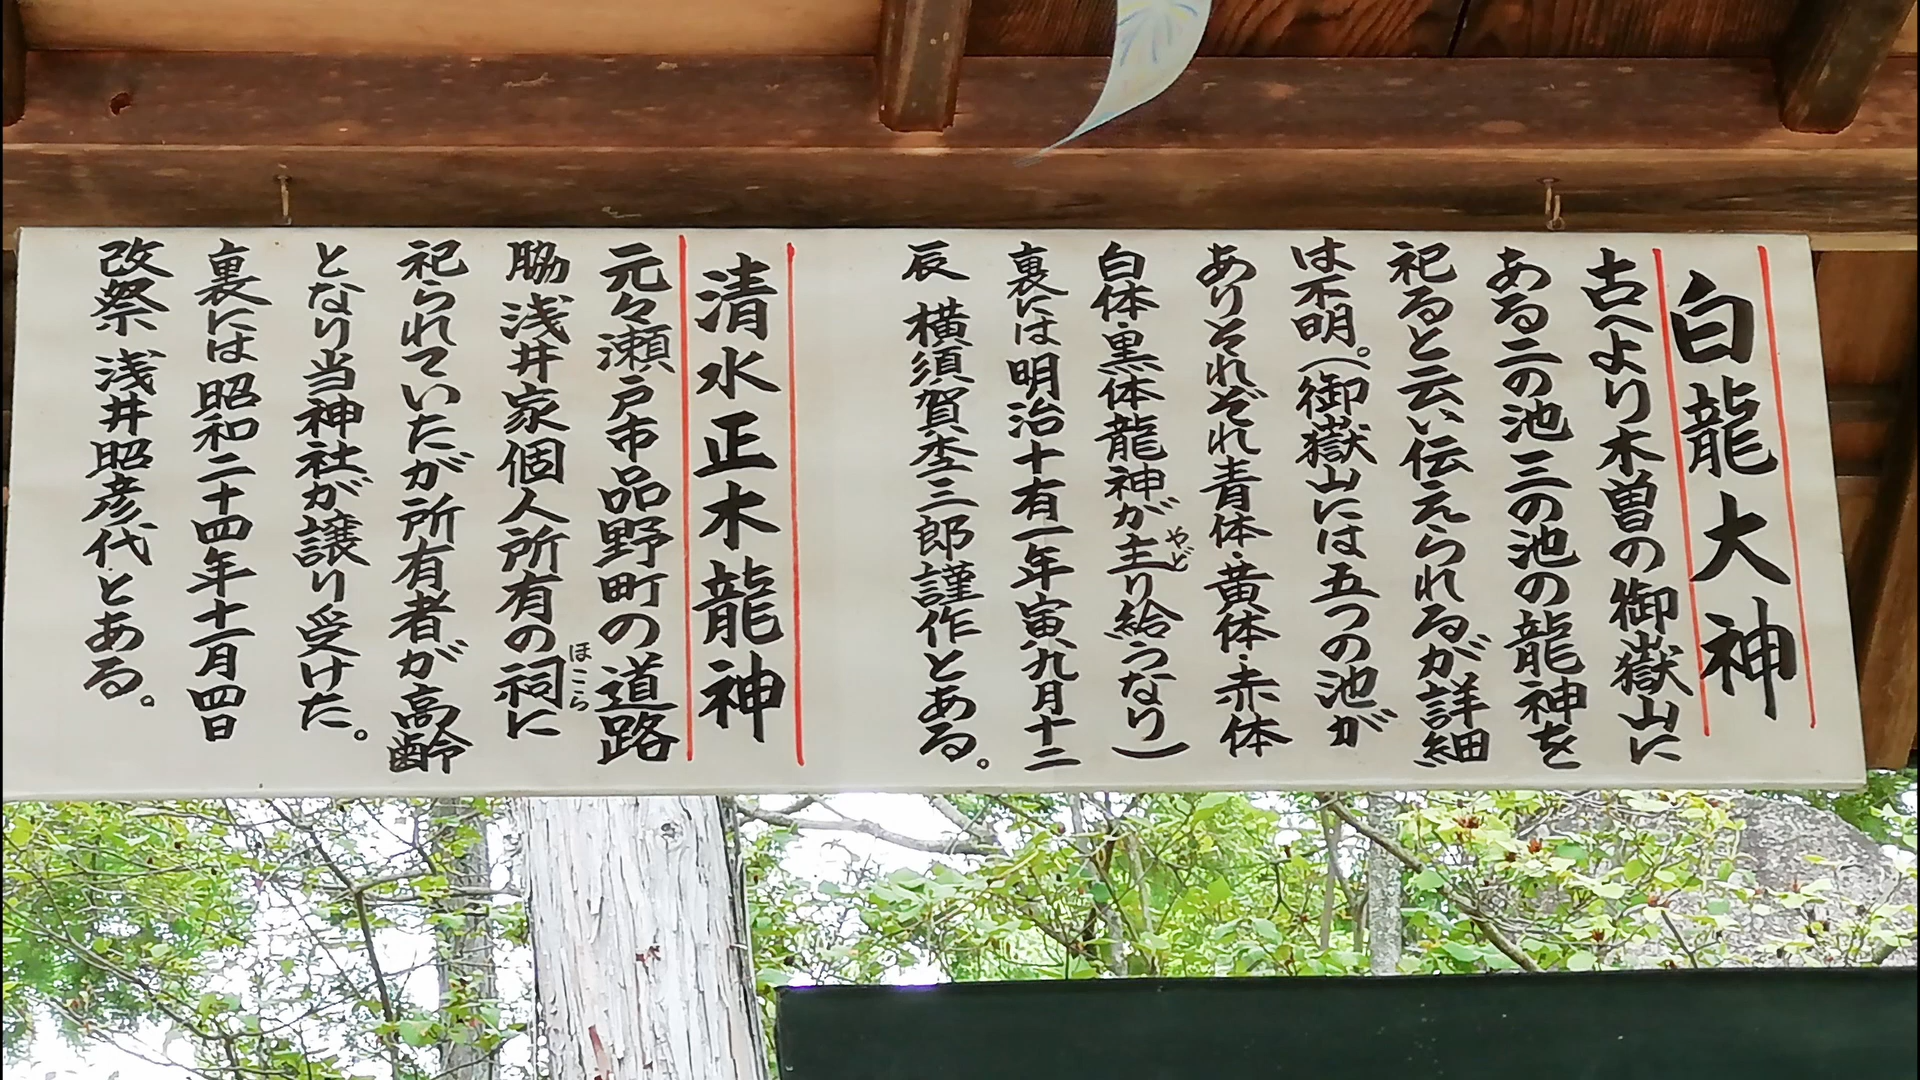 白龍大神
古へより木曽の御嶽山に
ある二の池三の池の龍神を
祀ると云い伝えられるが詳細
は不明。(御嶽山には五つの池が
ありそれぞれ青体・黄体・赤体
白体・黒体龍神が主り給うなり)
やど
裏には明治十有一年寅九月十二
辰 横須賀杢三郎謹作とある。
清水正木龍神
元々瀬戸市品野町の道路
脇 浅井家個人所有の祠に
ほこら
祀られていたが所有者が高齢
となり当神社が譲り受けた。
裏には昭和二十四年十一月四日
改祭 浅井昭彦代とある。